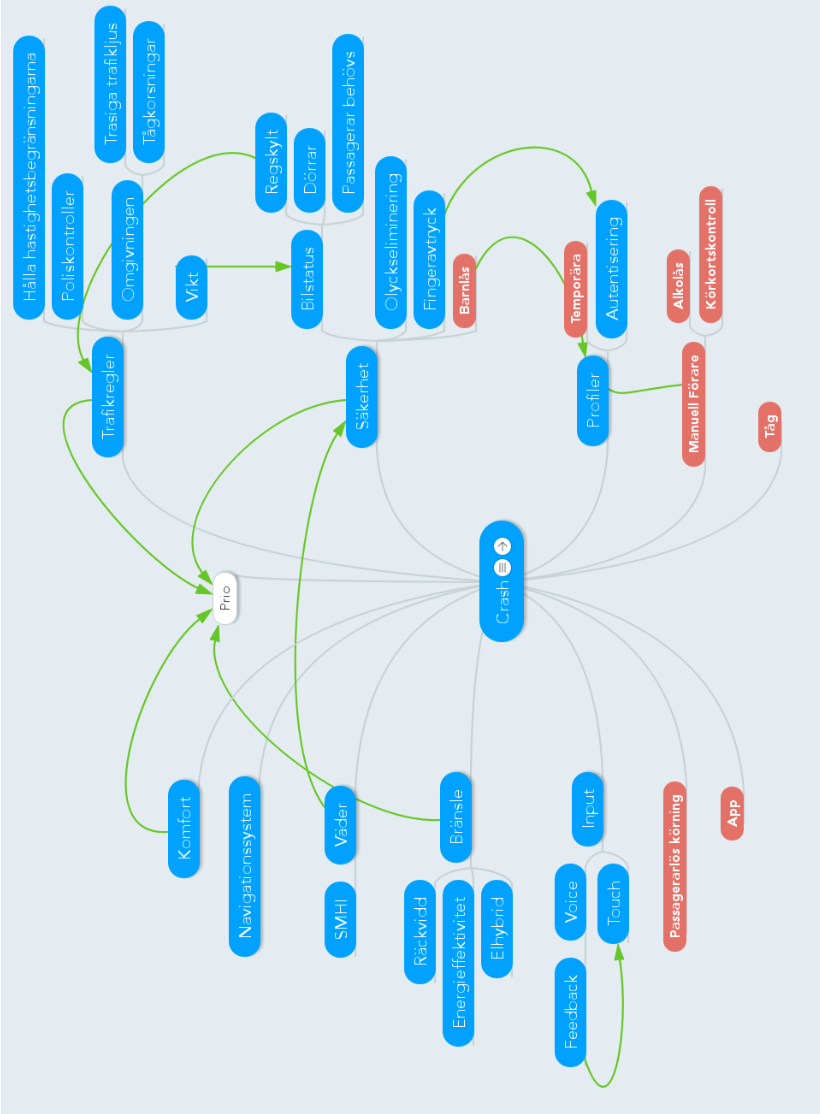 Crash
Prio
Trafikregler
Hålla hastighetsbegränsningarna
Poliskontroller
Omgivningen
Trasiga trafikljus
Tågkorsningar
Vikt
Säkerhet
Bilstatus
Regskylt
Dörrar
Passagerar behövs
Olyckseliminering
Fingeravtryck
Barnlås
Profiler
Temporära
Autentisering
Manuell Förare
Alkolås
Körkortskontroll
Tåg
Komfort
Navigationssystem
Väder
SMHI
Bränsle
Räckvidd
Energieffektivitet
Elhybrid
Input
Voice
Feedback
Touch
Passagerarlös körning
App